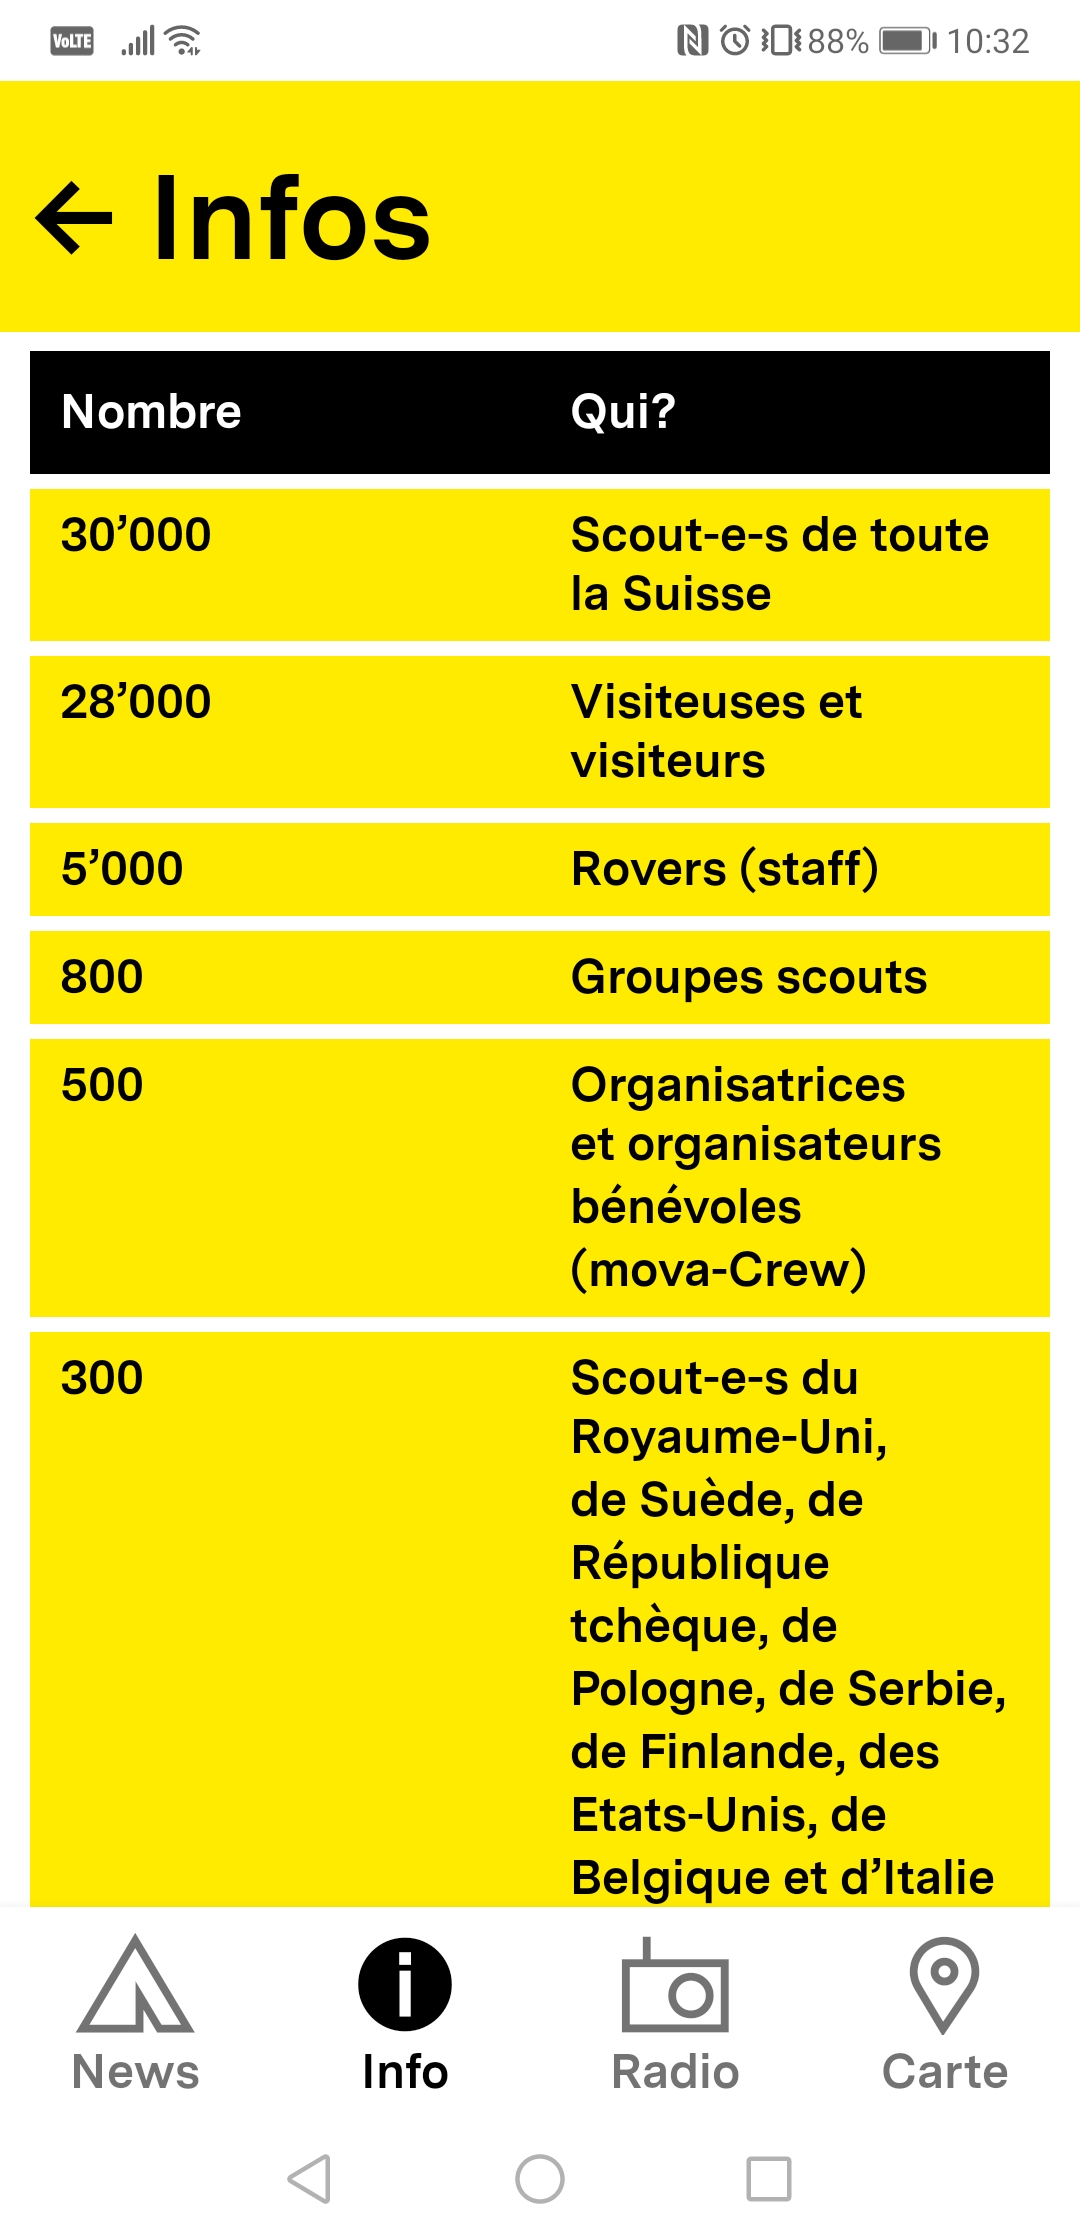 VoLTE 88% 10:32
Infos
Nombre Qui?
30’000 Scout-e-s de toute
la Suisse
28’000 Visiteuses et
visiteurs
5’000 Rovers (staff)
800 Groupes scouts
500 Organisatrices
et organisateurs
bénévoles
(mova-Crew)
300 Scout-e-s du
Royaume-Uni,
de Suède, de
République
tchèque, de
Pologne, de Serbie,
de Finlande, des
Etats-Unis, de
Belgique et d’Italie
News Info Radio Carte